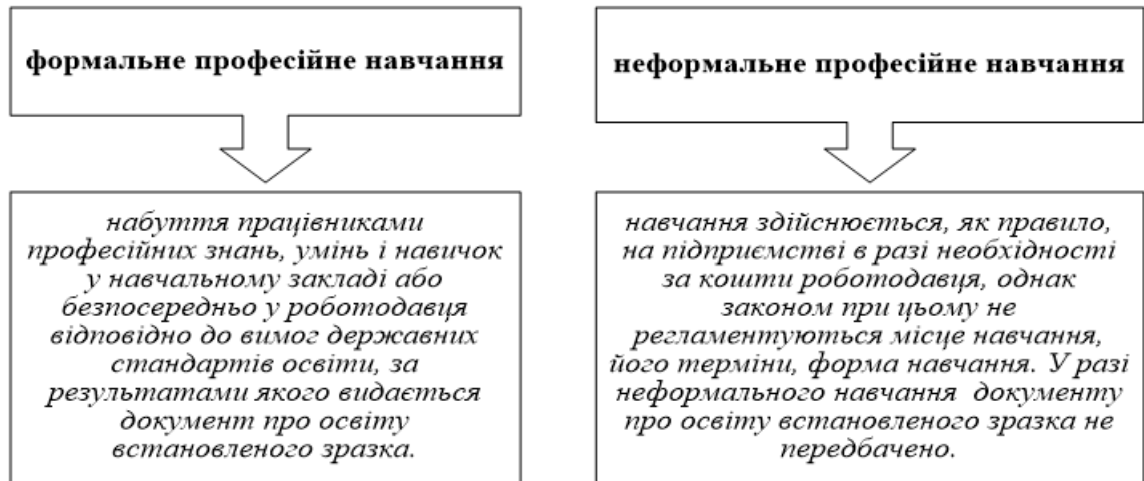 формальне професійне навчання
набуття працівниками
професійних знань, умінь і навичок
у навчальному закладі або
безпосередньо у роботодавця
відповідно до вимог державних
стандартів освіти, за
результатами якого видається
документ про освіту
встановленого зразка.
неформальне професійне навчання
навчання здійснюється, як правило,
на підприємстві в разі необхідності
за кошти роботодавця, однак
законом при цьому не
регламентуються місце навчання,
його терміни, форма навчання. У разі
неформального навчання документу
про освіту встановленого зразка не
передбачено.